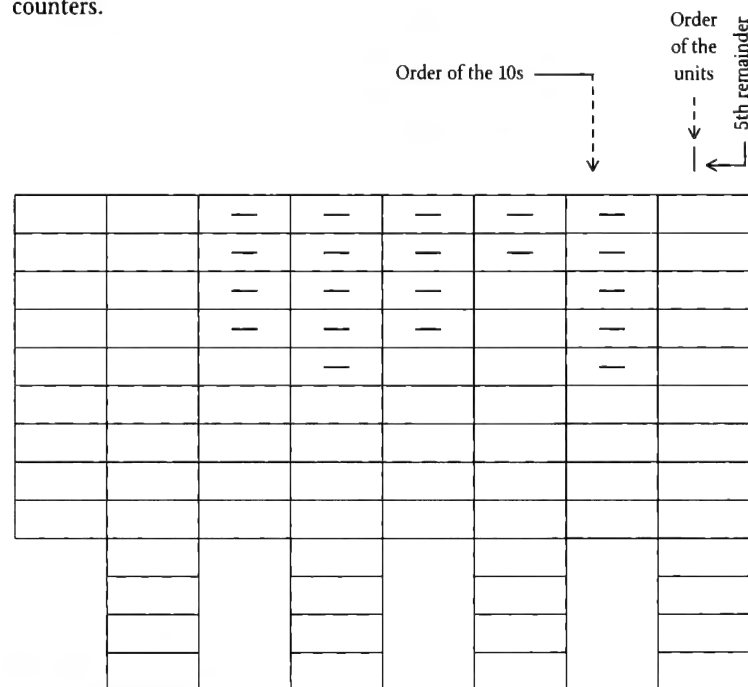 counters.
Order
of the
units
5th remainder
Order of the 10s